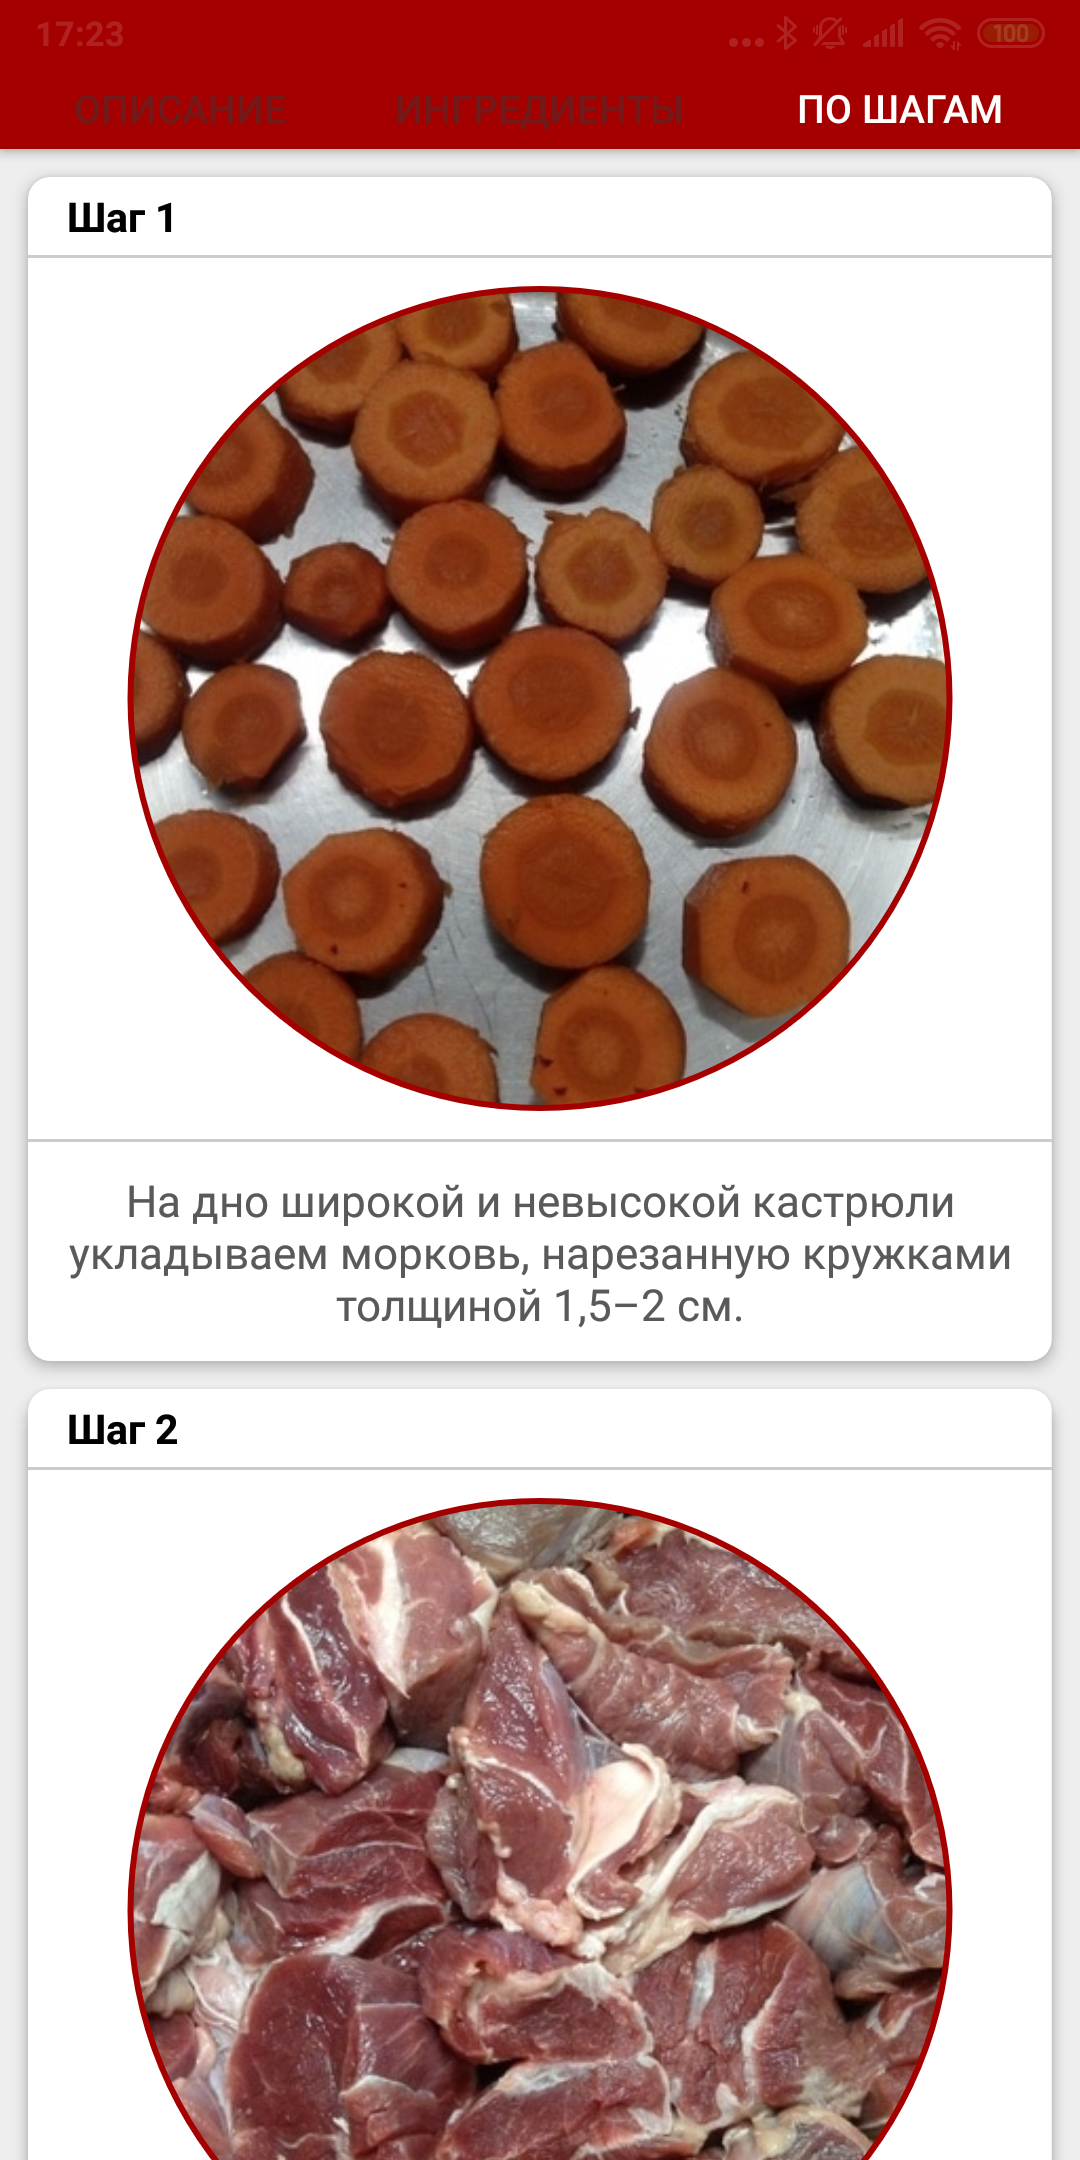 17:23
100
ОПИСАНИЕ ИНГРЕДИЕНТЫ ПО ШАГАМ
Шаг 1
На дно широкой и невысокой кастрюли
укладываем морковь, нарезанную кружками
толщиной 1,5–2 см.
Шаг 2